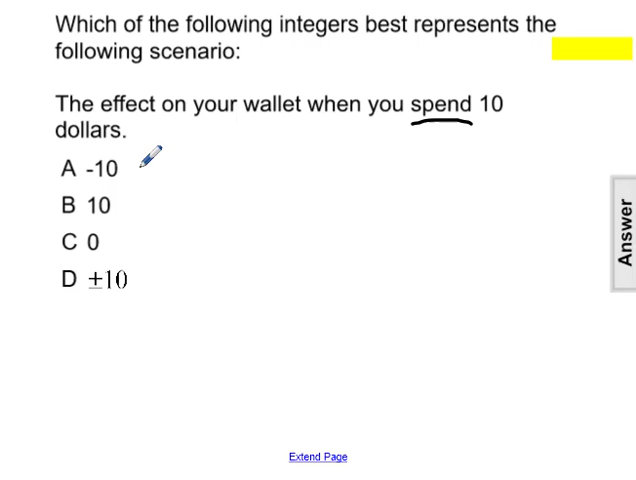 Which of the following integers best represents the
following scenario:
The effect on your wallet when you spend 10
dollars.
A -10
B 10
C 0
D ±10
Answer
Extend Page